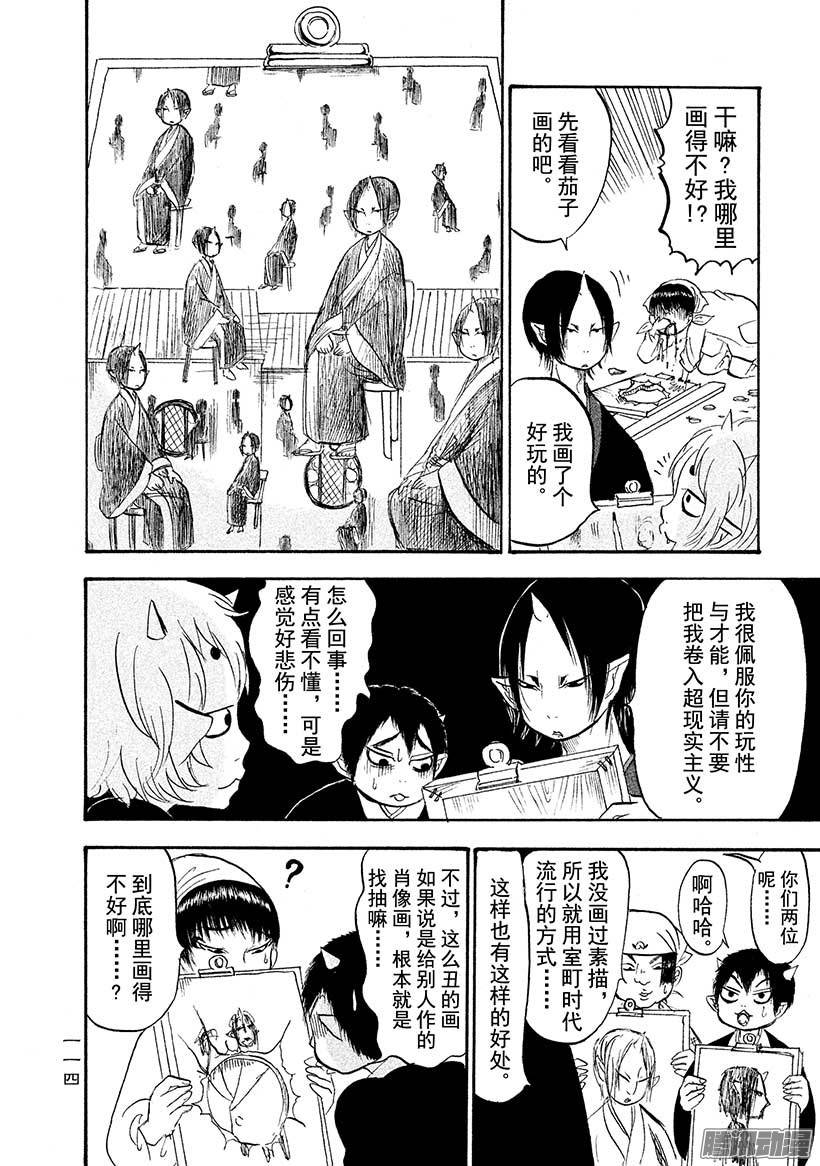 干嘛？我哪里
画得不好!?
先看看茄子
画的吧。
我画了个
好玩的。
我很佩服你的玩性
与才能，但请不要
把我卷入超现实主义。
怎么回事……
有点看不懂，可是
感觉好悲伤……
你们两位
呢……
啊哈哈。
我没画过素描，
所以就用室町时代
流行的方式……
这样也有这样的好处。
不过，这么丑的画
如果说是给别人作的
肖像画，根本就是
找抽嘛……
?
到底哪里画得
不好啊……？
一一四
腾讯动漫